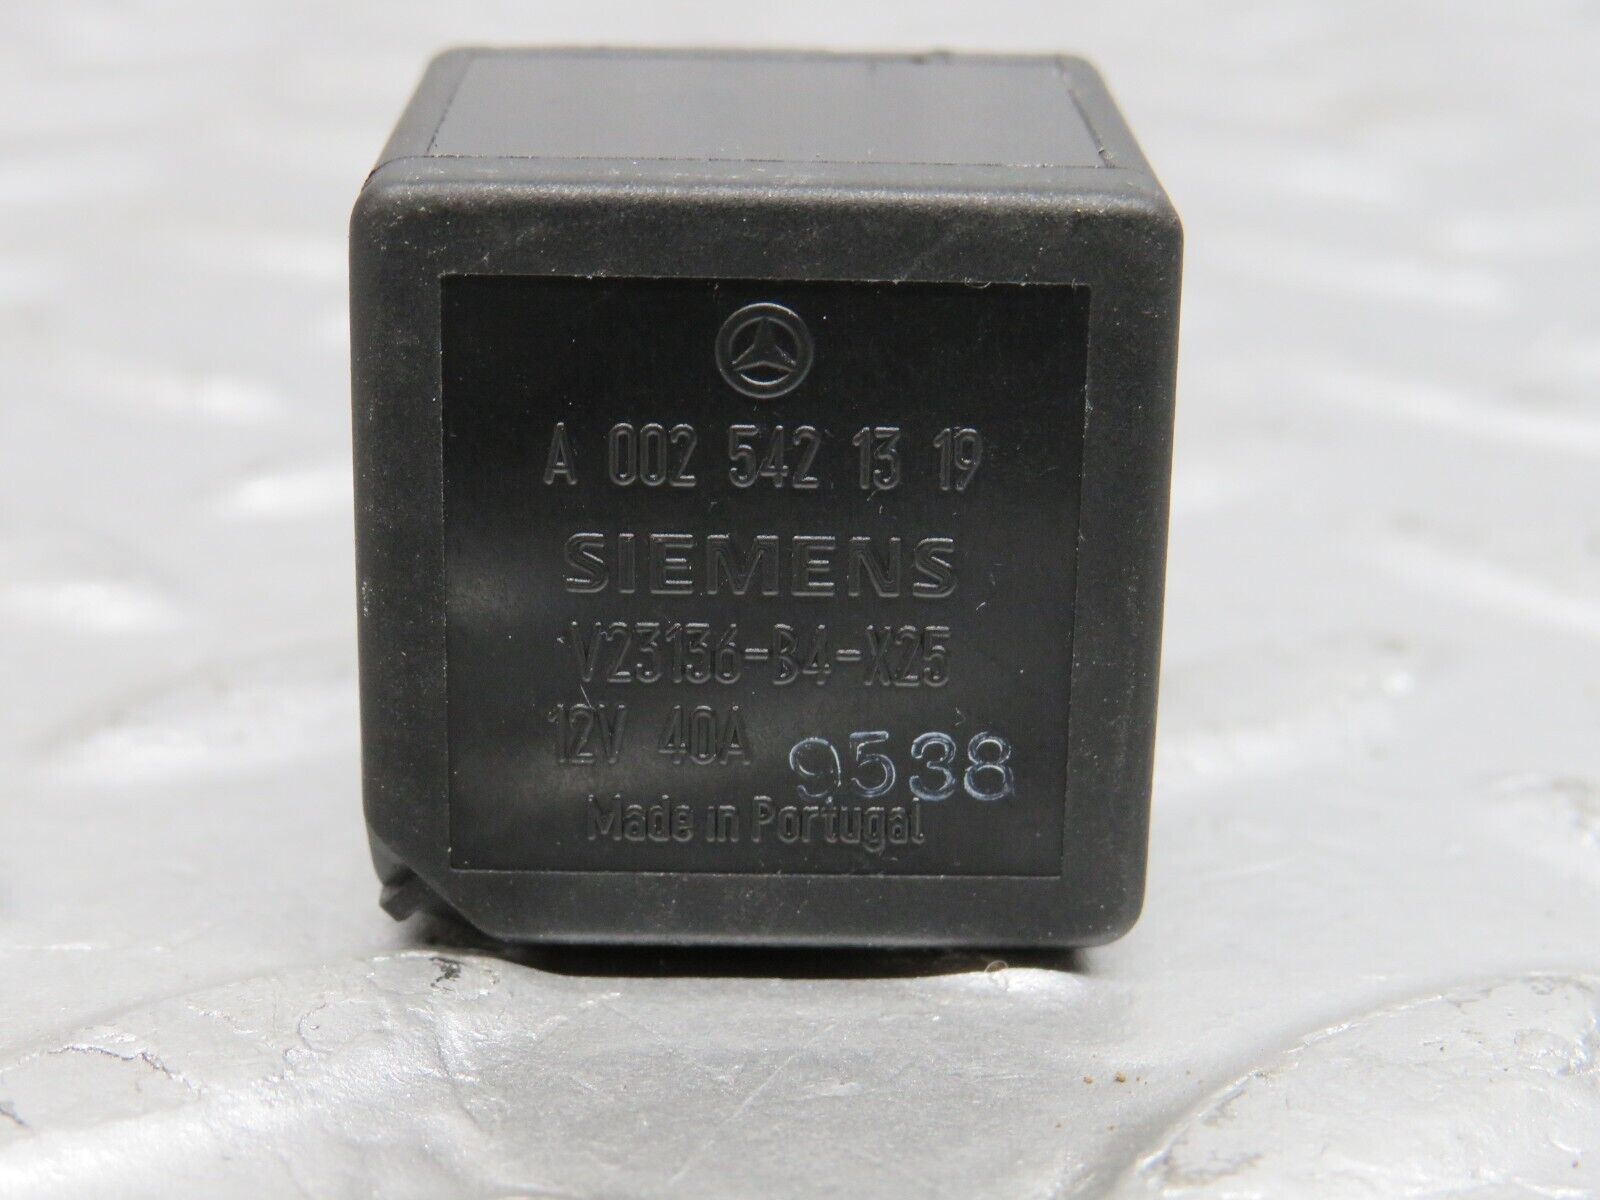 A 002 542 13 19
SIEMENS
V23136-B4-X25
12V 40A 9538
Made in Portugal